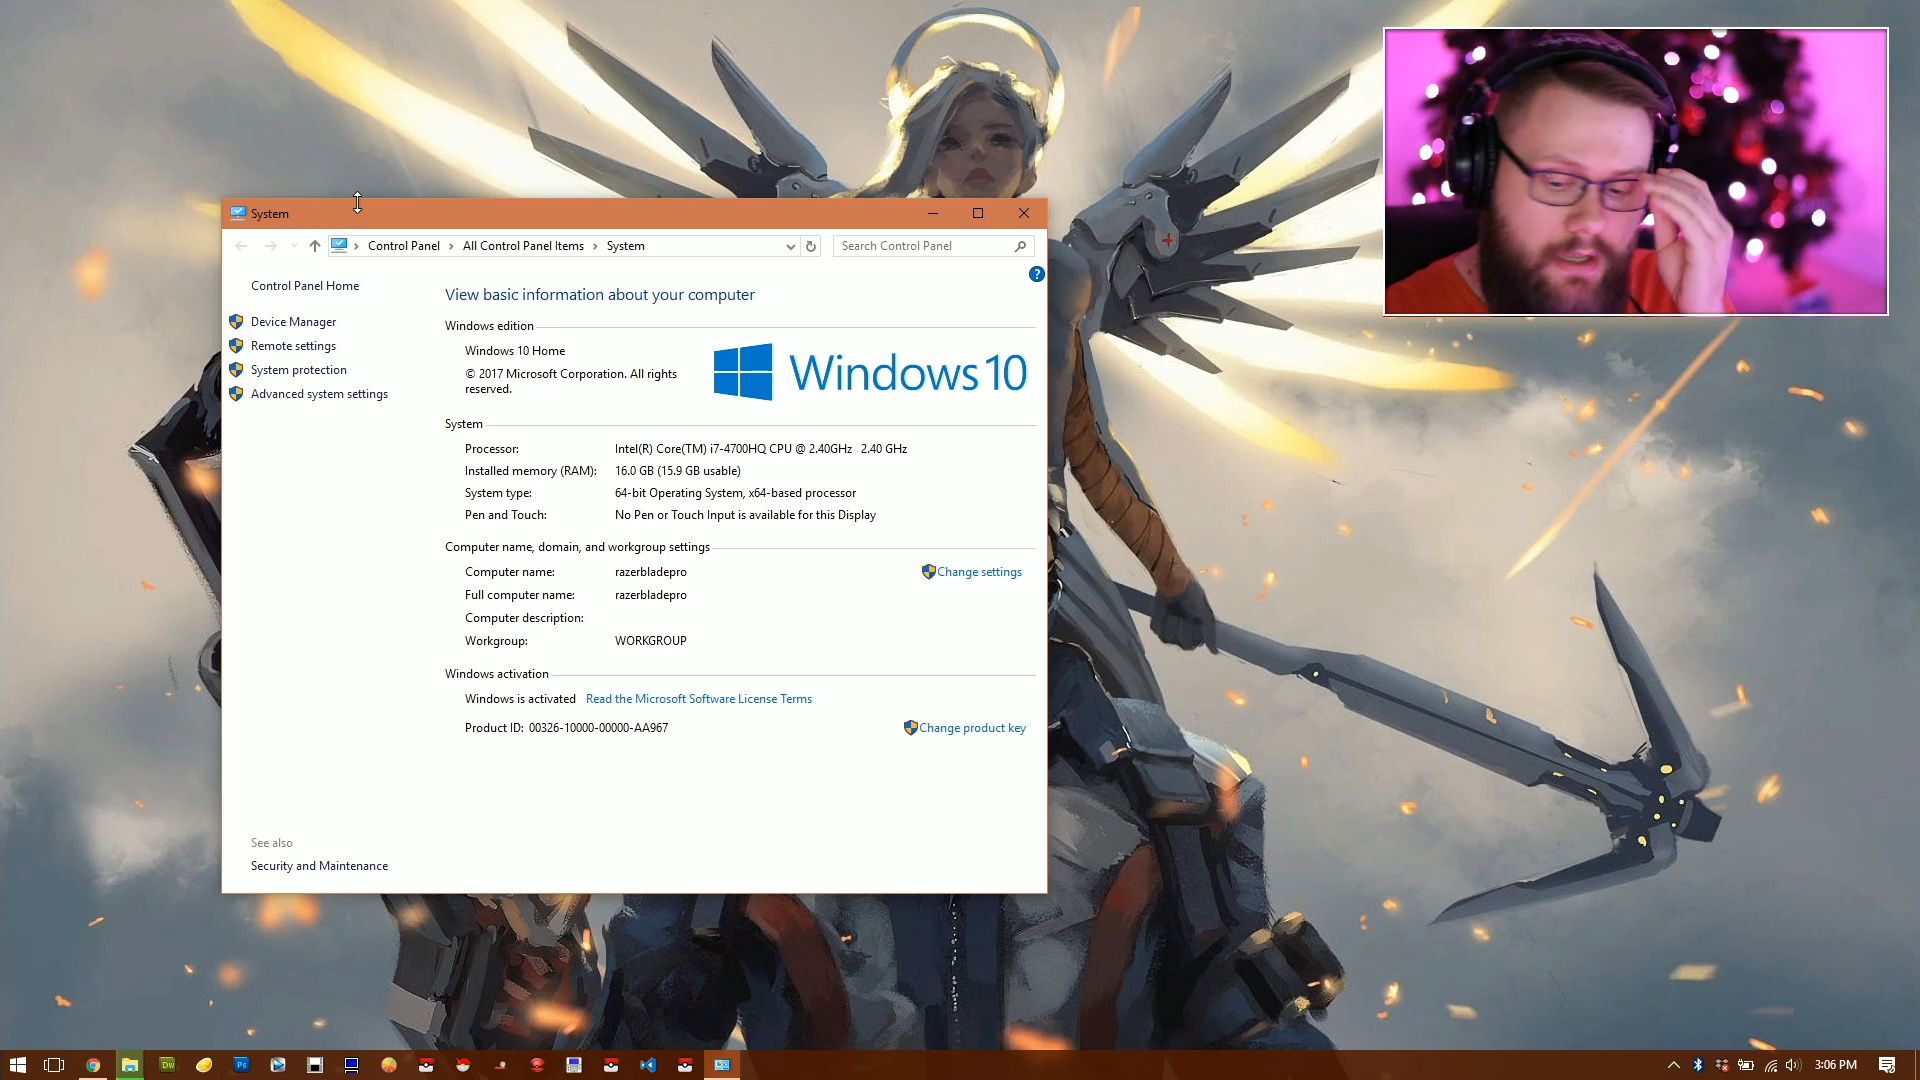 System
Control Panel
All Control Panel Items
System
Search Control Panel
?
Control Panel Home
Device Manager
Remote settings
System protection
Advanced system settings
View basic information about your computer
Windows edition
Windows 10 Home
© 2017 Microsoft Corporation. All rights
reserved.
Windows 10
System
Processor: Intel(R) Core(TM) i7-4700HQ CPU @ 2.40GHz 2.40 GHz
Installed memory (RAM): 16.0 GB (15.9 GB usable)
System type: 64-bit Operating System, x64-based processor
Pen and Touch: No Pen or Touch Input is available for this Display
Computer name, domain, and workgroup settings
Computer name: razerbladepro
Change settings
Full computer name: razerbladepro
Computer description:
Workgroup: WORKGROUP
Windows activation
Windows is activated Read the Microsoft Software License Terms
Product ID: 00326-10000-00000-AA967
Change product key
See also
Security and Maintenance
Dw
Ps
3:06 PM